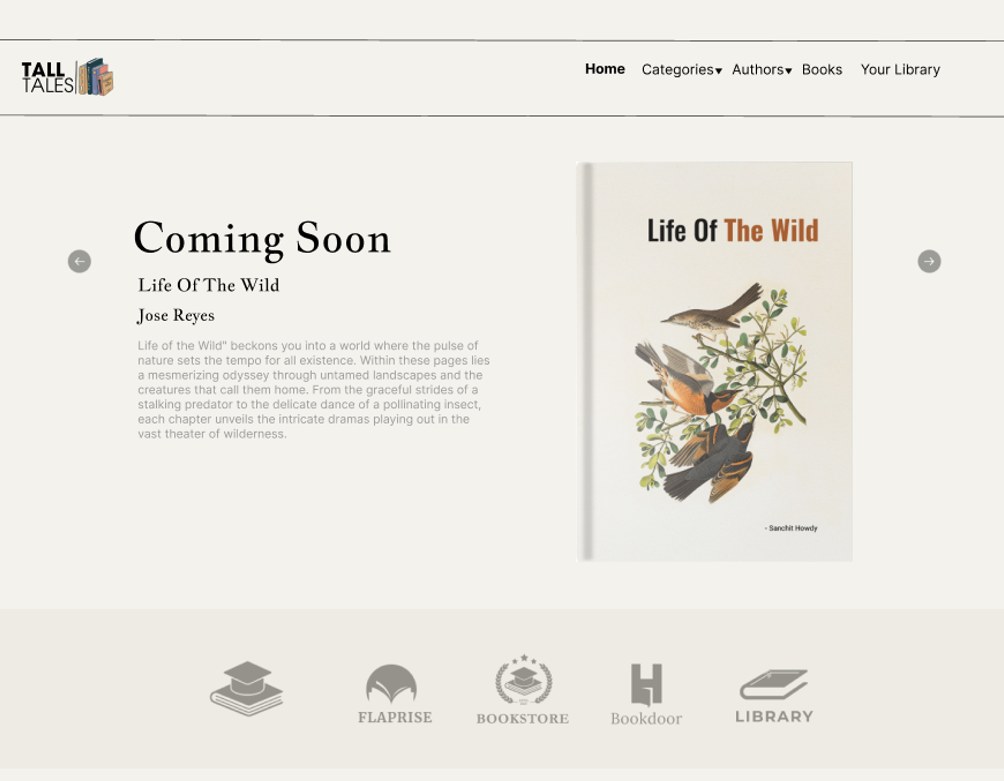 TALL
TALES
Home Categories Authors Books Your Library
Coming Soon
Life Of The Wild
Jose Reyes
Life of the Wild" beckons you into a world where the pulse of
nature sets the tempo for all existence. Within these pages lies
a mesmerizing odyssey through untamed landscapes and the
creatures that call them home. From the graceful strides of a
stalking predator to the delicate dance of a pollinating insect,
each chapter unveils the intricate dramas playing out in the
vast theater of wilderness.
Life Of The Wild
- Sanchit Howdy
FLAPRISE
BOOKSTORE
Bookdoor
LIBRARY